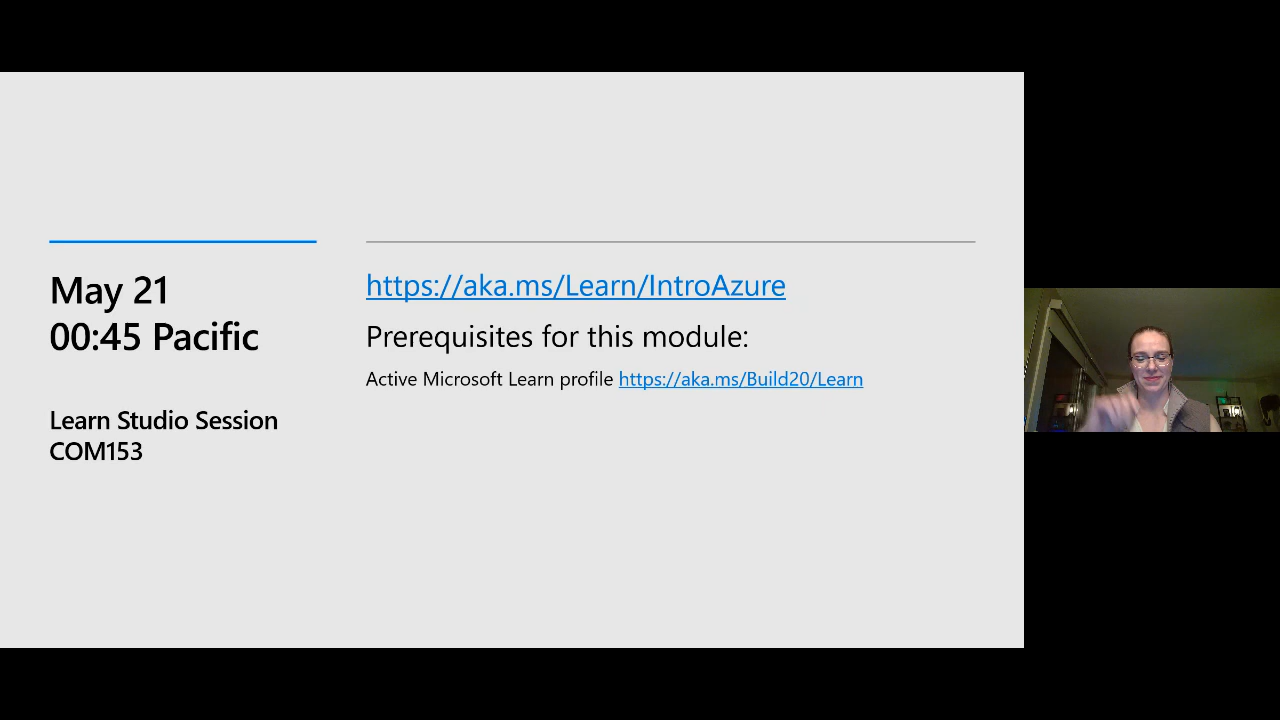 May 21
00:45 Pacific
Learn Studio Session
COM153
https://aka.ms/Learn/IntroAzure
Prerequisites for this module:
Active Microsoft Learn profile https://aka.ms/Build20/Learn